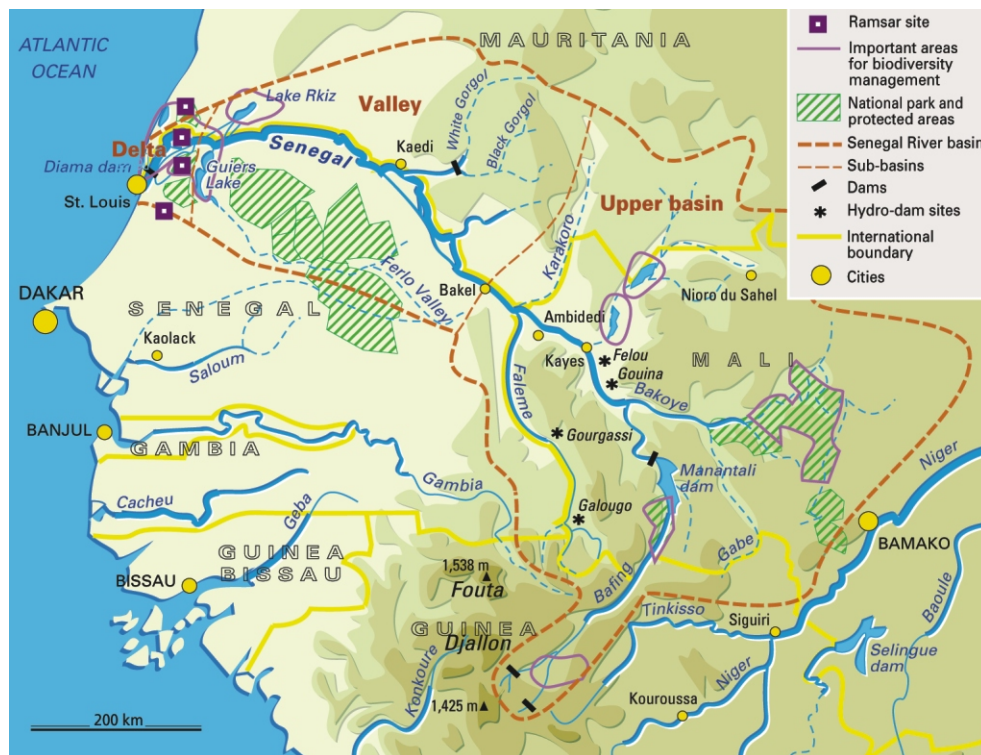 ATLANTIC
OCEAN
MAURITANIA
Lake Rkiz
Valley
White Gorgol
Black Gorgol
Kaedi
Delta
Senegal
Diama dam
Guiers
Lake
St. Louis
Upper basin
Karakoro
Ferlo Valley
Bakel
Nioro du Sahel
DAKAR
SENEGAL
Ambidedi
Kaolack
Kayes
Felou
Gouina
MALI
Saloum
Faleme
Bakoye
BANJUL
GAMBIA
Gourgassi
Niger
Manantali
dam
Gambia
Cacheu
Geba
Galougo
Gabe
BAMAKO
GUINEA
BISSAU
BISSAU
1,538 m
Fouta
Bafing
Baoule
Tinkisso
Siguiri
GUINEA
Djallon
Selingue
dam
Konkoure
Niger
1,425 m
Kouroussa
200 km
Ramsar site
Important areas
for biodiversity
management
National park and
protected areas
Senegal River basin
Sub-basins
Dams
Hydro-dam sites
International
boundary
Cities